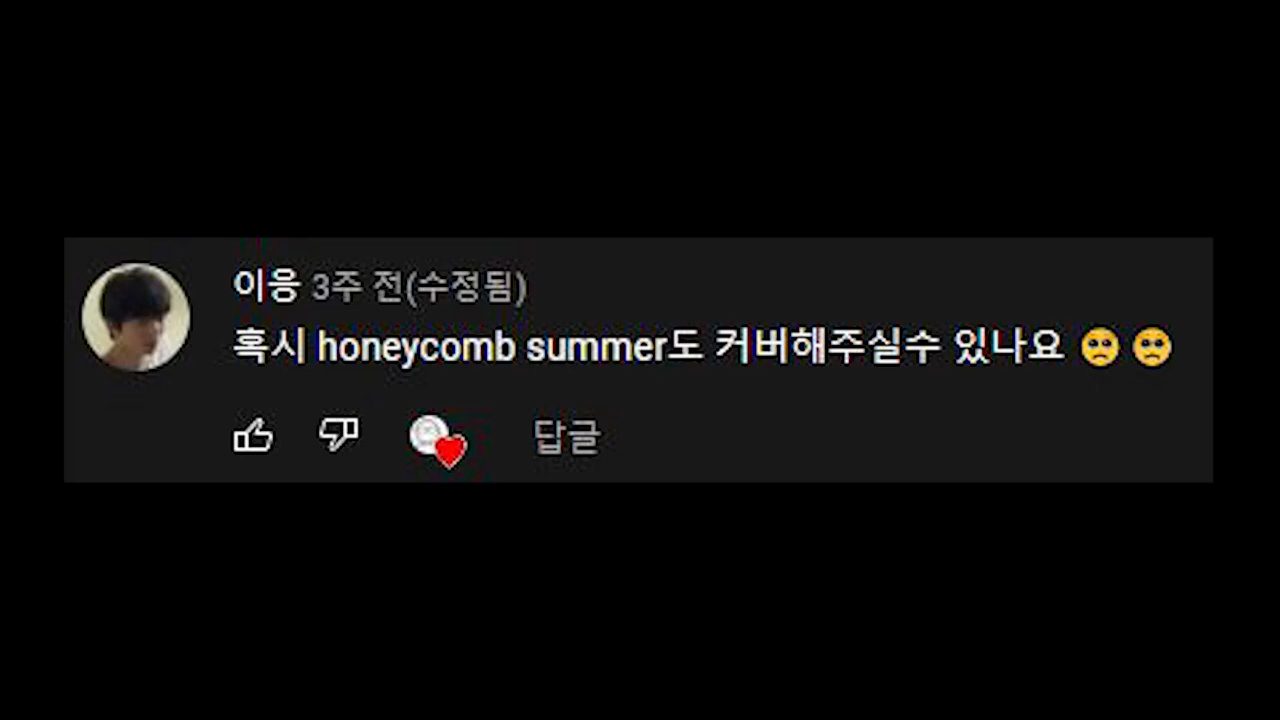 이응 3주 전(수정됨)
혹시 honeycomb summer도 커버해주실수 있나요 🥺 🥺
답글